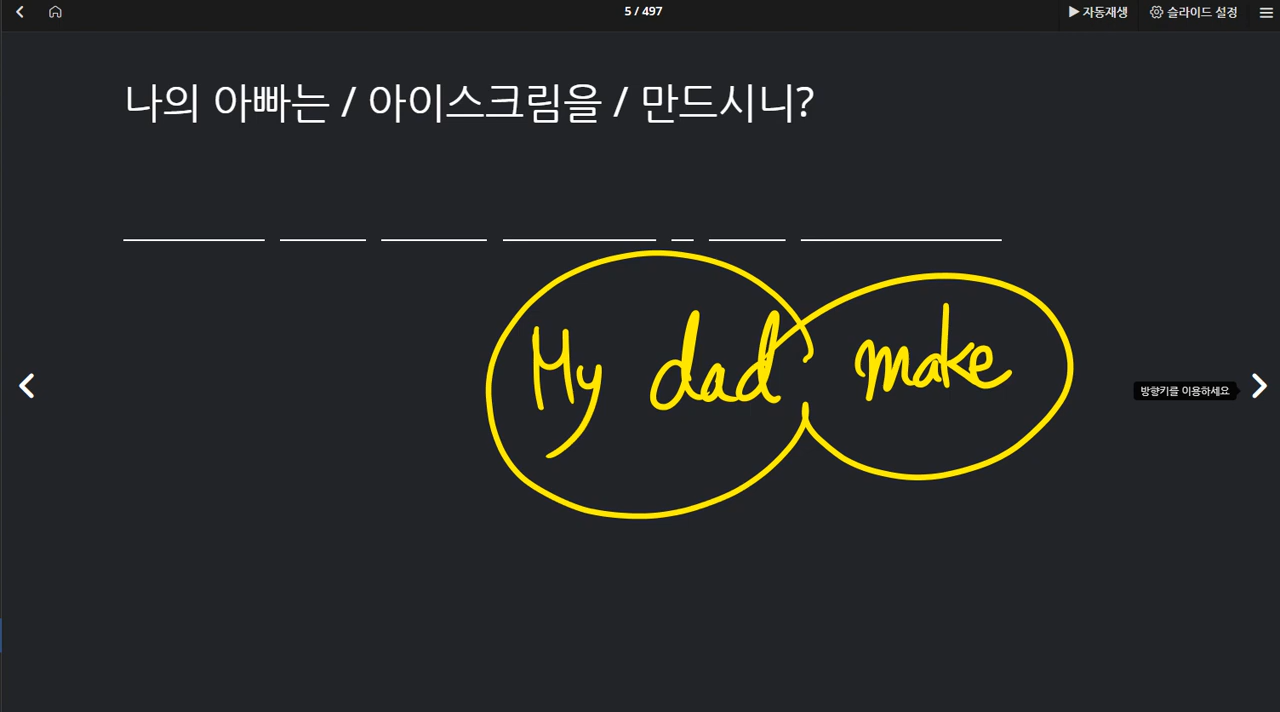 5 / 497
▶ 자동재생
슬라이드 설정
나의 아빠는 / 아이스크림을 / 만드시니?
My dad make
방향키를 이용하세요